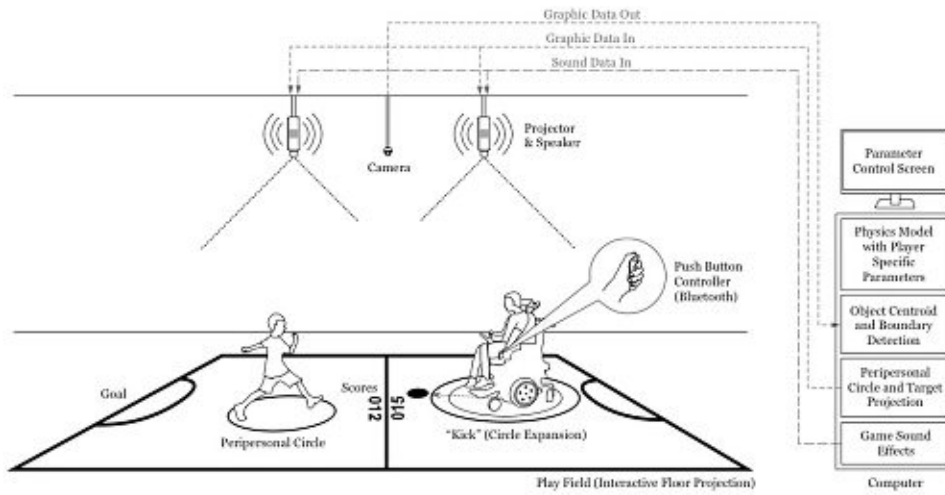 Graphic Data Out
Graphic Data In
Sound Data In
Projector
& Speaker
Camera
Parameter
Control Screen
Physics Model
with Player
Specific
Parameters
Push Button
Controller
(Bluetooth)
Object Centroid
and Boundary
Detection
Goal
Scores
012
015
Peripersonal
Circle and Target
Projection
Peripersonal Circle
"Kick" (Circle Expansion)
Game Sound
Effects
Play Field (Interactive Floor Projection)
Computer